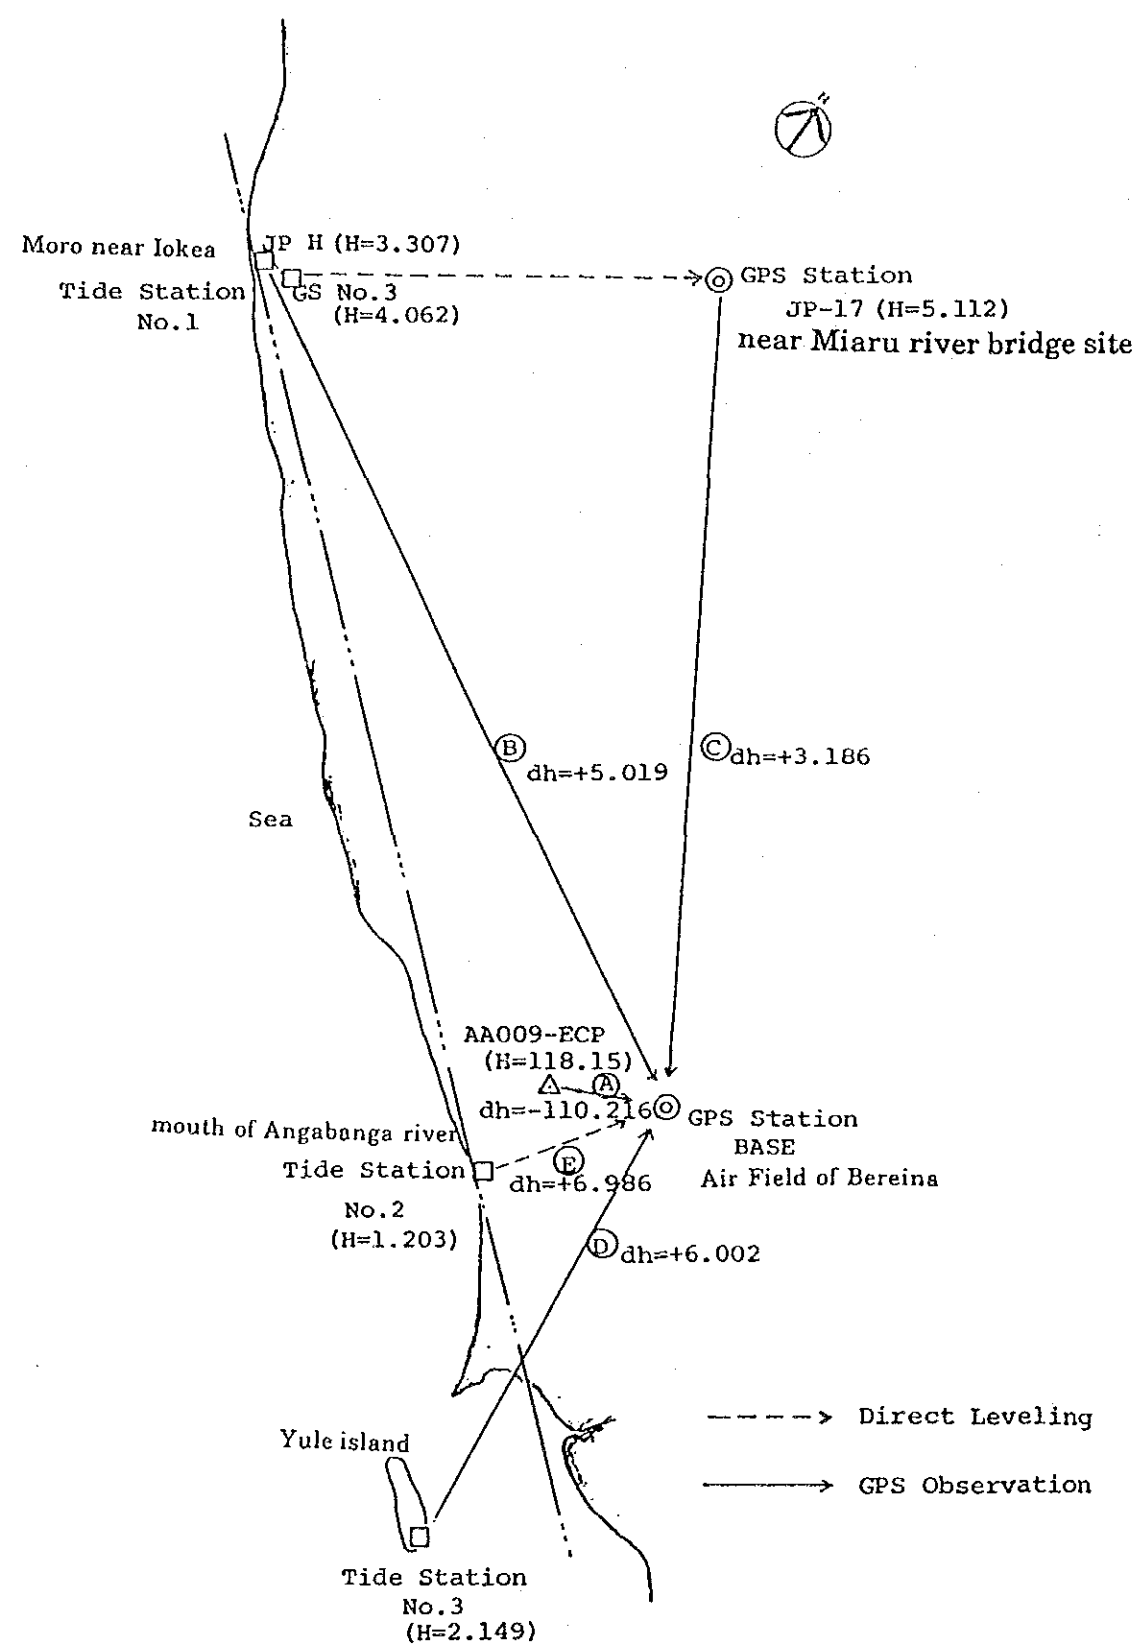 N
Moro near Iokea
JP H (H=3.307)
Tide Station
No.1
GS No.3
(H=4.062)
GPS Station
JP-17 (H=5.112)
near Miaru river bridge site
B
dh=+5.019
C
dh=+3.186
Sea
AA009-ECP
(H=118.15)
A
dh=-110.216
GPS Station
BASE
Air Field of Bereina
mouth of Angabanga river
Tide Station
No.2
(H=1.203)
E
dh=+6.986
D
dh=+6.002
Yule island
Tide Station
No.3
(H=2.149)
Direct Leveling
GPS Observation